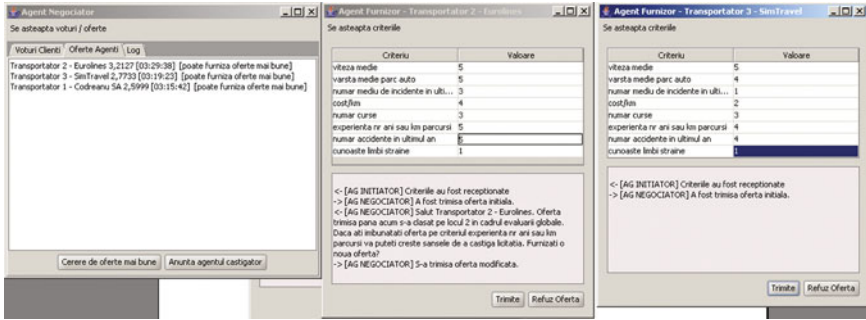 Agent Negociator
Se asteapta voturi / oferte
Voturi Clienti Oferte Agenti Log
Transportator 2 - Eurolines 3,2127 [03:29:38] [poate furniza oferte mai bune]
Transportator 3 - SimTravel 2,7733 [03:19:23] [poate furniza oferte mai bune]
Transportator 1 - Codreanu SA 2,5999 [03:15:42] [poate furniza oferte mai bune]
Cerere de oferte mai bune Anunta agentul castigator
Agent Furnizor - Transportator 2 - Eurolines
Se asteapta criteriile
Criteriu Valoare
viteza medie 5
varsta medie parc auto 5
numar mediu de incidente in ulti... 3
cost/km 4
numar curse 3
experienta nr ani sau km parcursi 5
numar accidente in ultimul an 5
cunoaste limbi straine 1
<- [AG INITIATOR] Criteriile au fost receptionate
-> [AG NEGOCIATOR] A fost trimisa oferta initiala.
<- [AG NEGOCIATOR] Salut Transportator 2 - Eurolines. Oferta
trimisa pana acum s-a clasat pe locul 2 in cadrul evaluarii globale.
Daca ati imbunatati oferta pe criteriul experienta nr ani sau km
parcursi va puteti creste sansele de a castiga licitatia. Furnizati o
noua oferta?
-> [AG NEGOCIATOR] S-a trimisa oferta modificata.
Trimite Refuz Oferta
Agent Furnizor - Transportator 3 - SimTravel
Se asteapta criteriile
Criteriu Valoare
viteza medie 5
varsta medie parc auto 4
numar mediu de incidente in ulti... 1
cost/km 2
numar curse 3
experienta nr ani sau km parcursi 4
numar accidente in ultimul an 4
cunoaste limbi straine 1
<- [AG INITIATOR] Criteriile au fost receptionate
-> [AG NEGOCIATOR] A fost trimisa oferta initiala.
Trimite Refuz Oferta